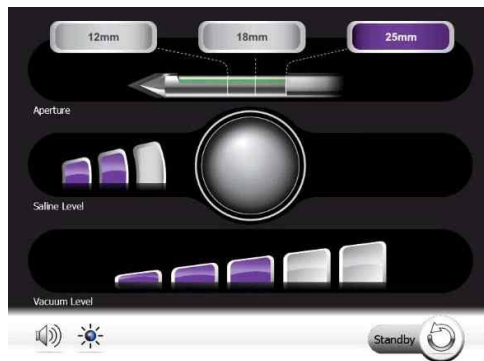 12mm 18mm 25mm
Aperture
Saline Level
Vacuum Level
Standby